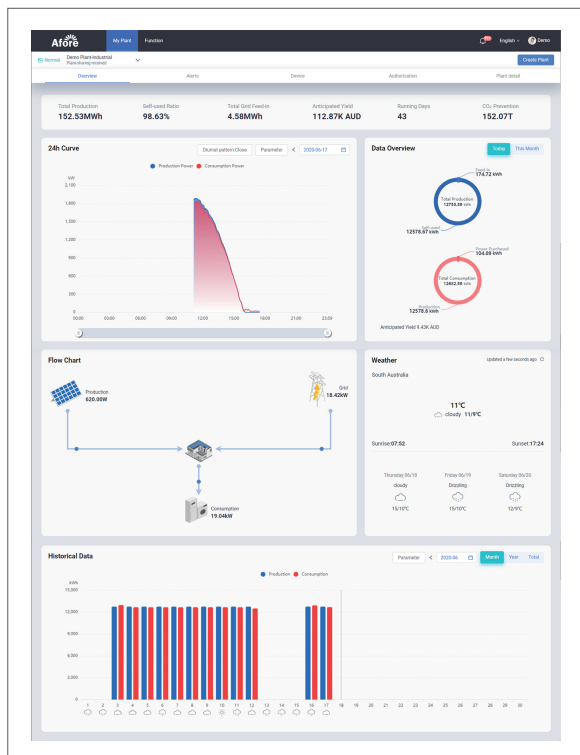 Afore My Plant Function English Demo
Normal Demo Plant-Industrial
Plant sharing received
Create Plant
Overview Alerts Device Authorization Plant detail
Total Production Self-used Ratio Total Grid Feed-in Anticipated Yield Running Days CO₂ Prevention
152.53MWh 98.63% 4.58MWh 112.87K AUD 43 152.07T
24h Curve Diurnal pattern:Close Parameter < 2020-06-17
Production Power Consumption Power
kW
2,100
1,800
1,500
1,200
900
600
300
0
00:00 03:00 06:00 09:00 12:00 15:00 18:00 21:00 23:59
Data Overview Today This Month
Feed-in
174.72 kWh
Total Production
Self-used
12578.67 kWh
Power Purchased
104.09 kWh
Total Consumption
Production
12578.6 kWh
Anticipated Yield 9.43K AUD
Flow Chart
Production
620.00W
Grid
18.42kW
Consumption
19.04kW
Weather Updated a few seconds ago
South Australia
11°C
cloudy 11/9°C
Sunrise:07:52 Sunset:17:24
Thursday 06/18 Friday 06/19 Saturday 06/20
cloudy Drizzling Drizzling
15/10°C 15/10°C 12/9°C
Historical Data Parameter < 2020-06 Month Year Total
Production Consumption
kWh
15,000
12,000
9,000
6,000
3,000
0
1 2 3 4 5 6 7 8 9 10 11 12 13 14 15 16 17 18 19 20 21 22 23 24 25 26 27 28 29 30